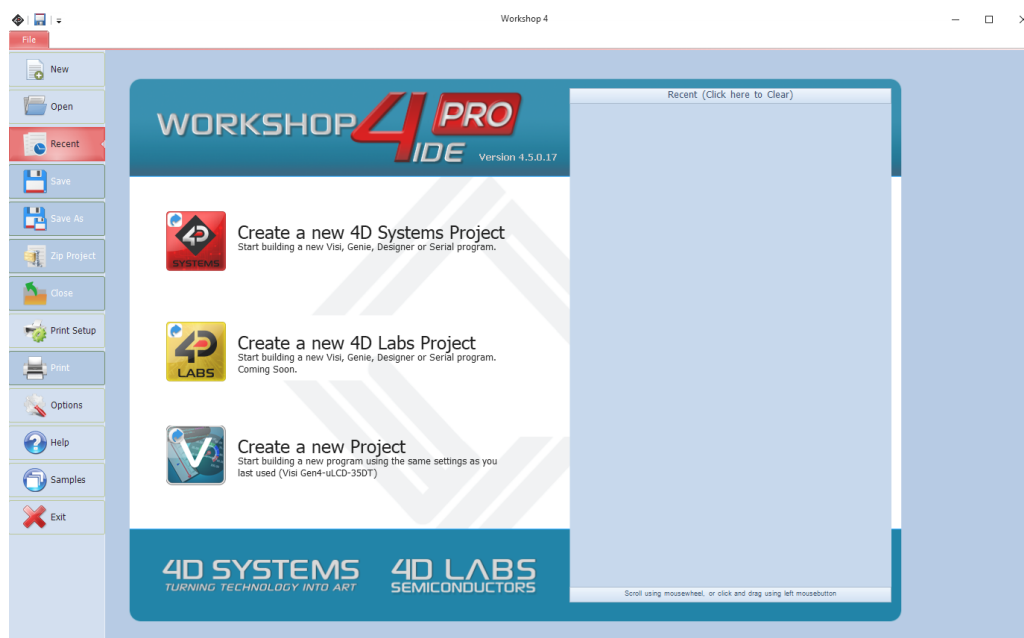 Workshop 4
File
New
Open
Recent
Save
Save As
Zip Project
Close
Print Setup
Print
Options
Help
Samples
Exit
WORKSHOP 4 PRO
IDE Version 4.5.0.17
4D
SYSTEMS
Create a new 4D Systems Project
Start building a new Visi, Genie, Designer or Serial program.
4D
LABS
Create a new 4D Labs Project
Start building a new Visi, Genie, Designer or Serial program.
Coming Soon.
V
Create a new Project
Start building a new program using the same settings as you
last used (Visi Gen4-uLCD-35DT)
4D SYSTEMS
TURNING TECHNOLOGY INTO ART
4D LABS
SEMICONDUCTORS
Recent (Click here to Clear)
Scroll using mousewheel, or click and drag using left mousebutton